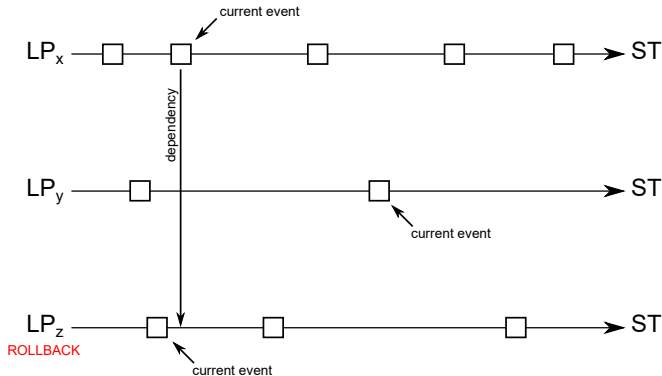 current event
LPx ST
dependency
LPy ST
current event
LPz ST
ROLLBACK
current event